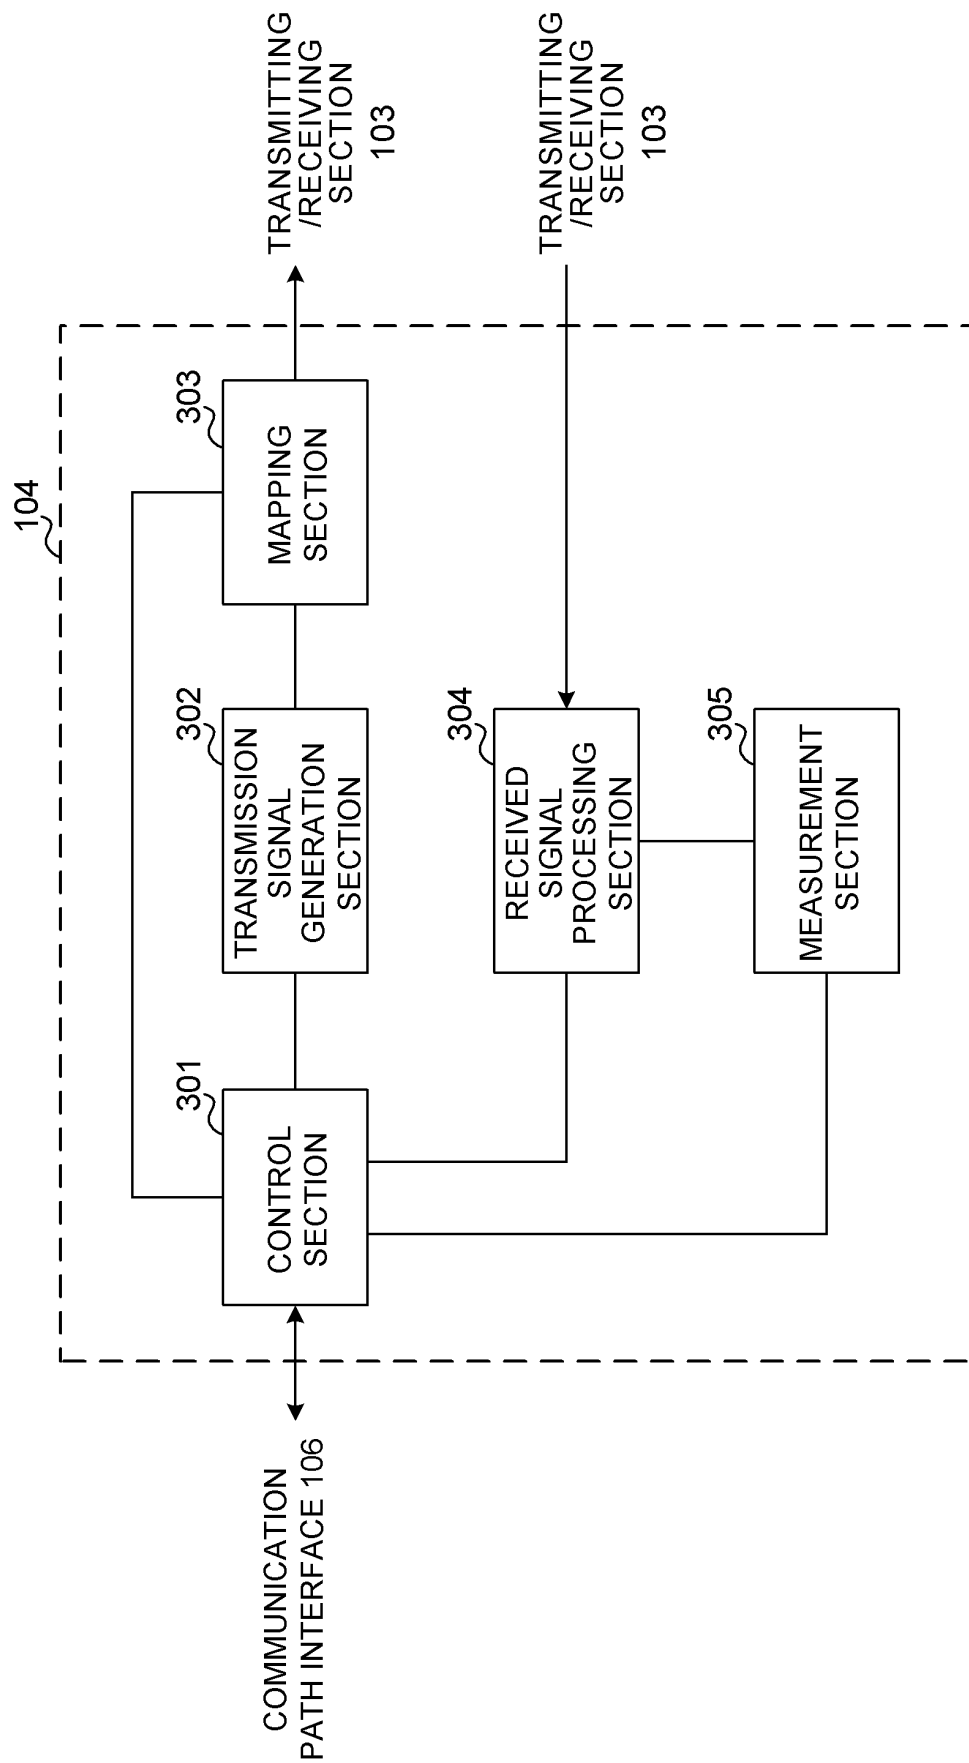 104
COMMUNICATION
PATH INTERFACE 106
301
CONTROL
SECTION
302
TRANSMISSION
SIGNAL
GENERATION
SECTION
303
MAPPING
SECTION
TRANSMITTING
/RECEIVING
SECTION
103
304
RECEIVED
SIGNAL
PROCESSING
SECTION
TRANSMITTING
/RECEIVING
SECTION
103
305
MEASUREMENT
SECTION